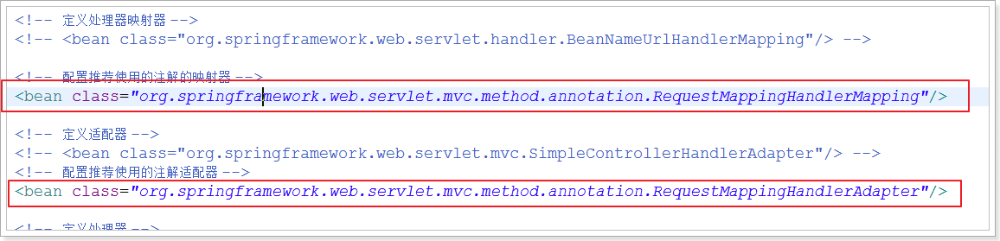 <!-- 定义处理器映射器 -->
<!-- <bean class="org.springframework.web.servlet.handler.BeanNameUrlHandlerMapping"/> -->
<!-- 配置推荐使用的注解的映射器 -->
<bean class="org.springframework.web.servlet.mvc.method.annotation.RequestMappingHandlerMapping"/>
<!-- 定义适配器 -->
<!-- <bean class="org.springframework.web.servlet.mvc.SimpleControllerHandlerAdapter"/> -->
<!-- 配置推荐使用的注解适配器 -->
<bean class="org.springframework.web.servlet.mvc.method.annotation.RequestMappingHandlerAdapter"/>
<!-- 定义处理器 -->